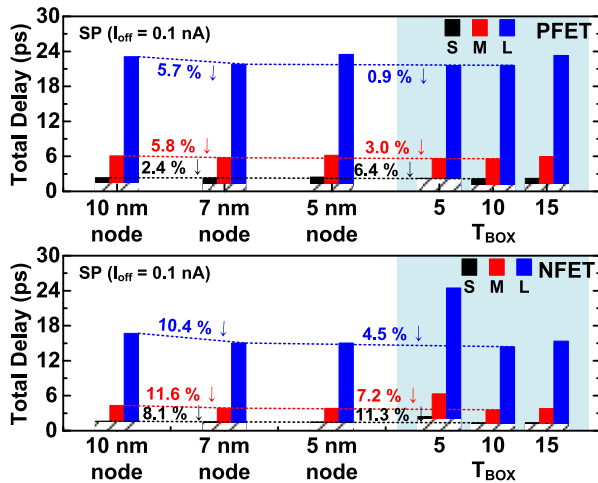 30
24
18
12
6
0
Total Delay (ps)
SP (Ioff = 0.1 nA)
S M L
PFET
5.7 % ↓
0.9 % ↓
5.8 % ↓
3.0 % ↓
2.4 % ↓
6.4 % ↓
10 nm 7 nm 5 nm 5 10 15
node node node TBOX
30
24
18
12
6
0
Total Delay (ps)
SP (Ioff = 0.1 nA)
S M L
NFET
10.4 % ↓
4.5 % ↓
11.6 % ↓
7.2 % ↓
8.1 % ↓
11.3 % ↓
10 nm 7 nm 5 nm 5 10 15
node node node TBOX